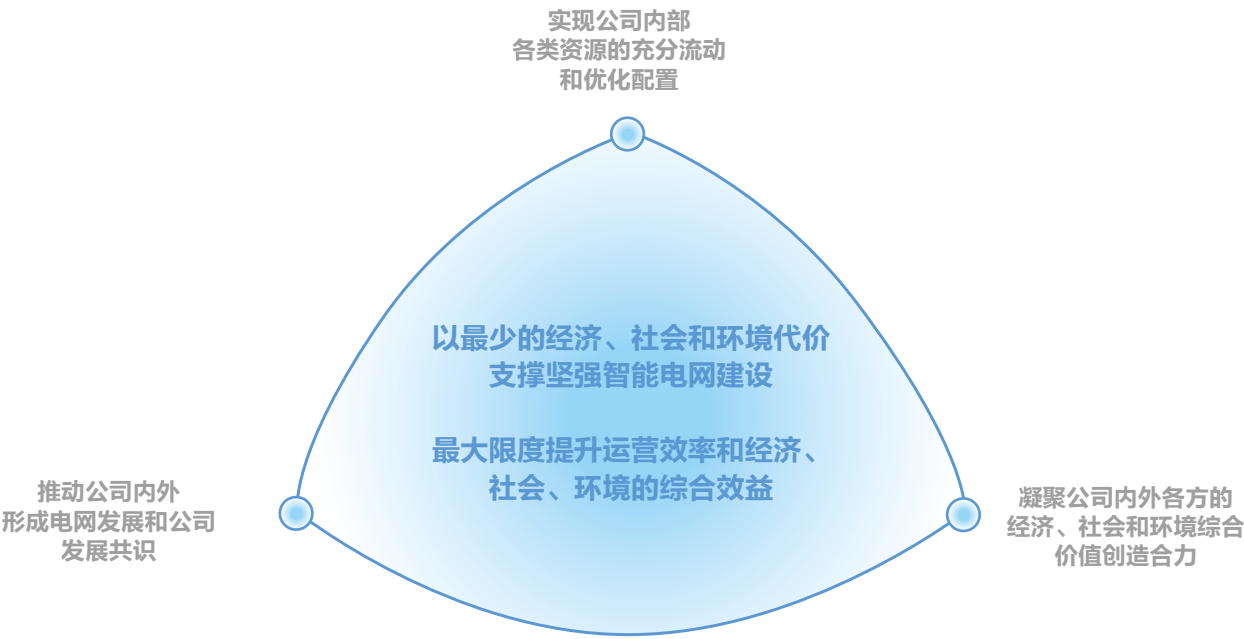 实现公司内部
各类资源的充分流动
和优化配置
以最少的经济、社会和环境代价
支撑坚强智能电网建设
最大限度提升运营效率和经济、
社会、环境的综合效益
推动公司内外
形成电网发展和公司
发展共识
凝聚公司内外各方的
经济、社会和环境综合
价值创造合力